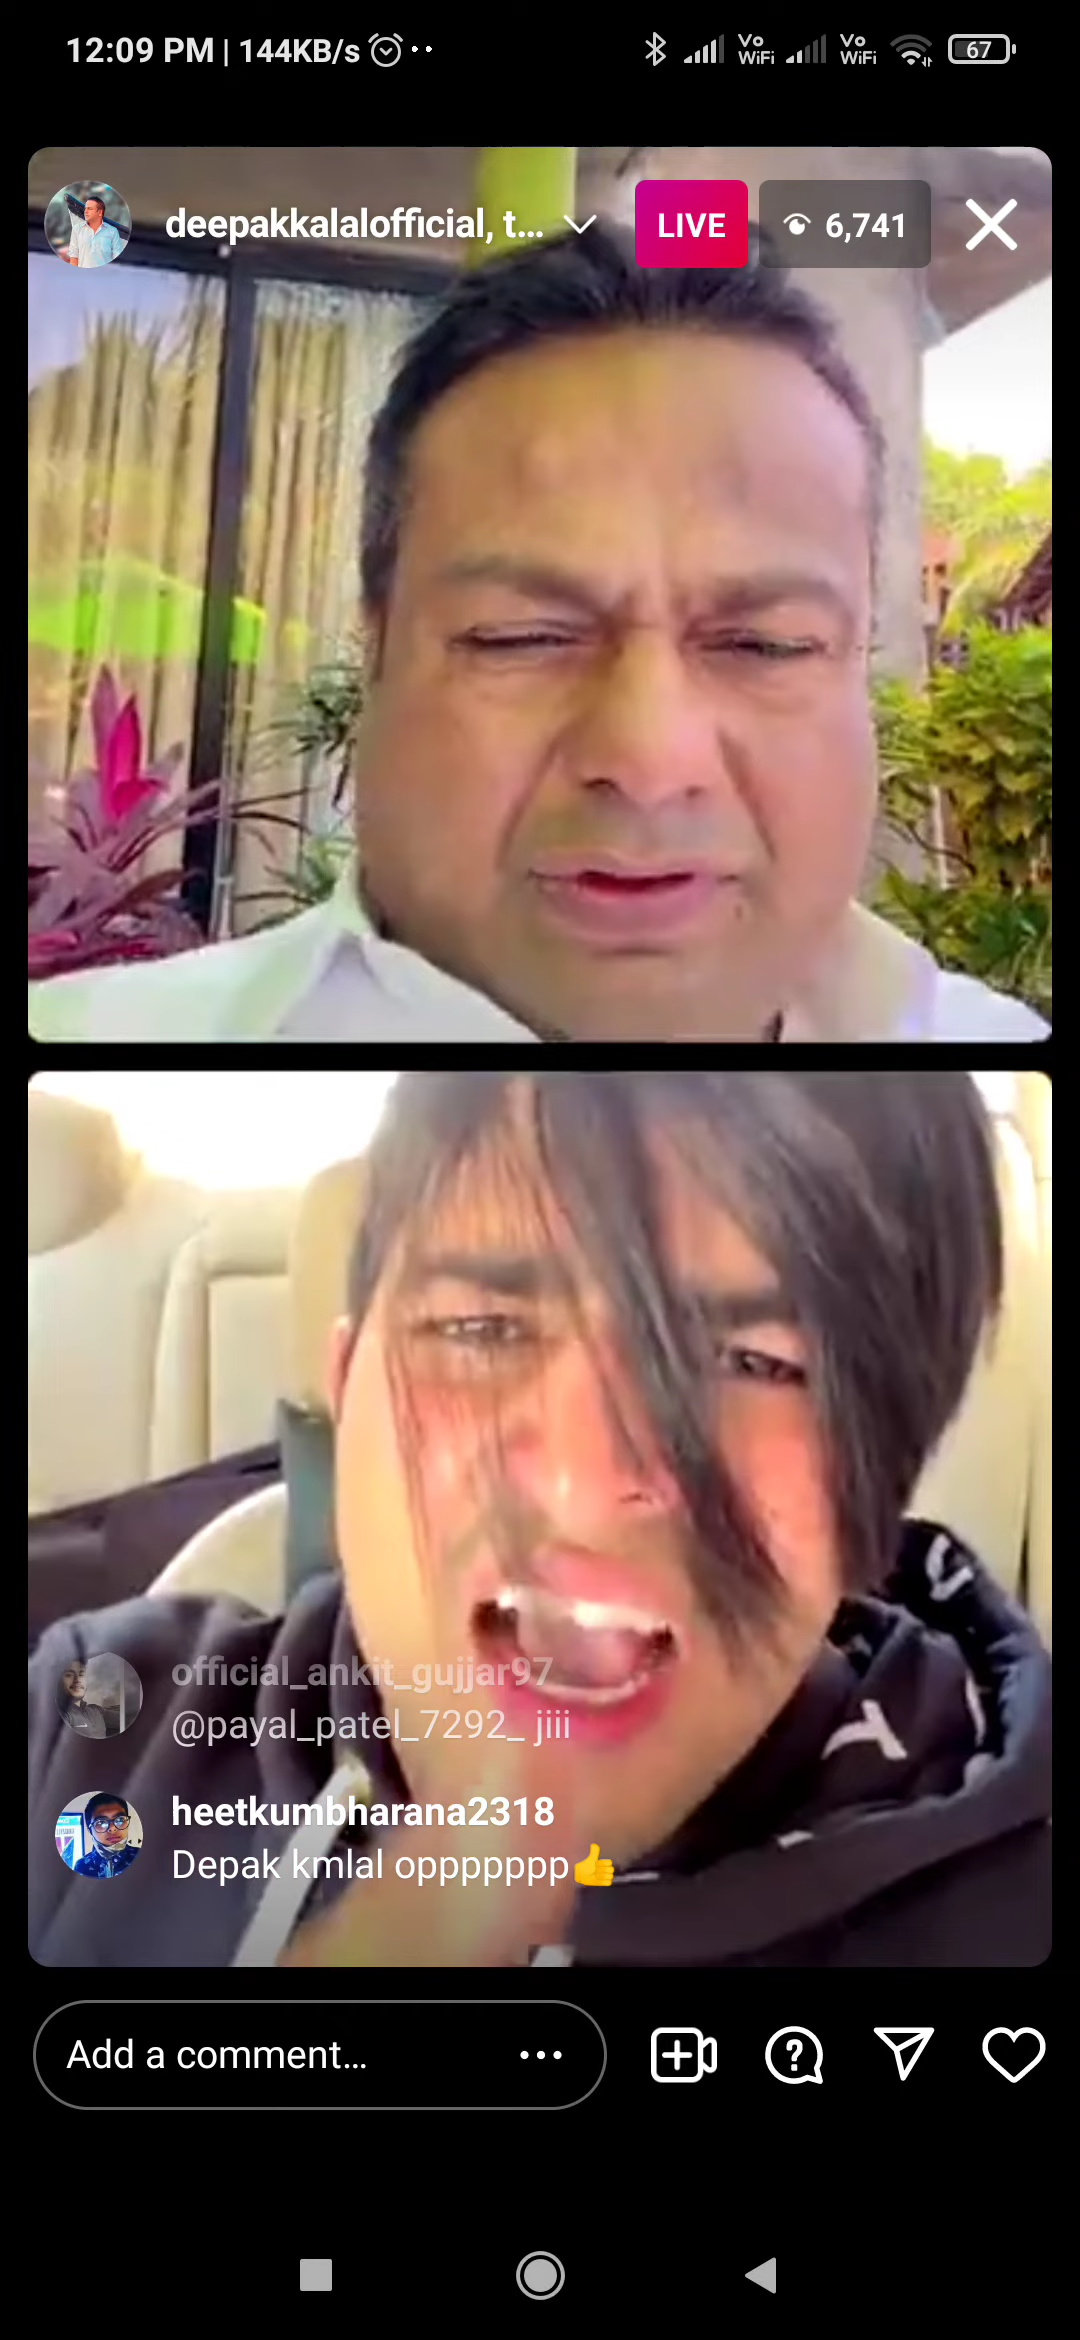 12:09 PM | 144KB/s
Vo WiFi Vo WiFi 67
deepakkalalofficial, t... LIVE 6,741
official_ankit_gujjar97
@payal_patel_7292_ jiii
heetkumbharana2318
Depak kmlal opppppppp👍
Add a comment...